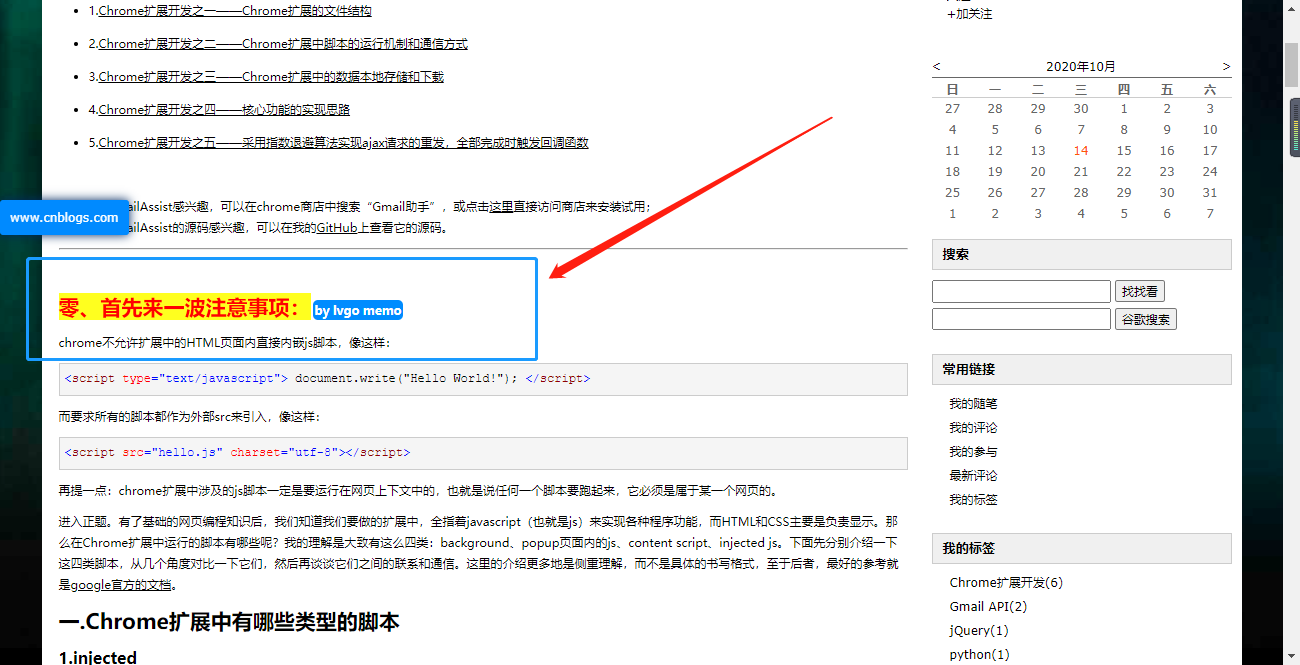 1.Chrome扩展开发之一——Chrome扩展的文件结构
2.Chrome扩展开发之二——Chrome扩展中脚本的运行机制和通信方式
3.Chrome扩展开发之三——Chrome扩展中的数据本地存储和下载
4.Chrome扩展开发之四——核心功能的实现思路
5.Chrome扩展开发之五——采用指数退避算法实现ajax请求的重发，全部完成时触发回调函数
ailAssist感兴趣，可以在chrome商店中搜索“Gmail助手”，或点击这里直接访问商店来安装试用；
www.cnblogs.com
ailAssist的源码感兴趣，可以在我的GitHub上查看它的源码。
零、首先来一波注意事项： by lvgo memo
chrome不允许扩展中的HTML页面内直接内嵌js脚本，像这样：
<script type="text/javascript"> document.write("Hello World!"); </script>
而要求所有的脚本都作为外部src来引入，像这样：
<script src="hello.js" charset="utf-8"></script>
再提一点：chrome扩展中涉及的js脚本一定是要运行在网页上下文中的，也就是说任何一个脚本要跑起来，它必须是属于某一个网页的。
进入正题。有了基础的网页编程知识后，我们知道我们要做的扩展中，全指着javascript（也就是js）来实现各种程序功能，而HTML和CSS主要是负责显示。那
么在Chrome扩展中运行的脚本有哪些呢？我的理解是大致有这么四类：background、popup页面内的js、content script、injected js。下面先分别介绍一下
这四类脚本，从几个角度对比一下它们，然后再谈谈它们之间的联系和通信。这里的介绍更多地是侧重理解，而不是具体的书写格式，至于后者，最好的参考就
是google官方的文档。
一.Chrome扩展中有哪些类型的脚本
1.injected
+加关注
< 2020年10月 >
日 一 二 三 四 五 六
27 28 29 30 1 2 3
4 5 6 7 8 9 10
11 12 13 14 15 16 17
18 19 20 21 22 23 24
25 26 27 28 29 30 31
1 2 3 4 5 6 7
搜索
找找看
谷歌搜索
常用链接
我的随笔
我的评论
我的参与
最新评论
我的标签
我的标签
Chrome扩展开发(6)
Gmail API(2)
jQuery(1)
python(1)